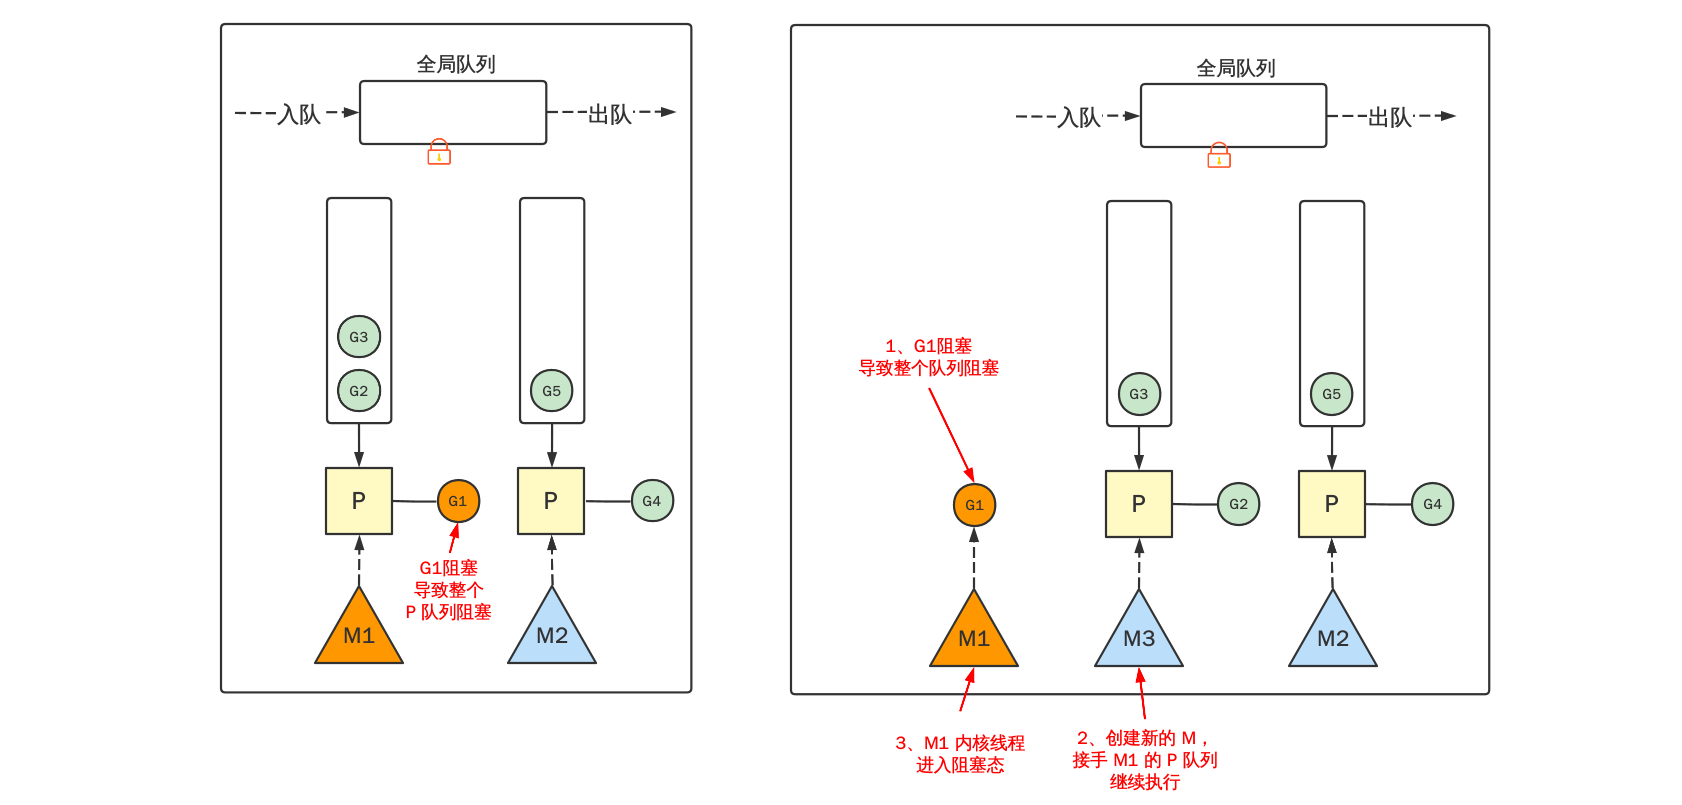 全局队列
入队
出队
G3
G2
G5
P
G1
P
G4
G1阻塞
导致整个
P 队列阻塞
M1
M2
全局队列
入队
出队
1、G1阻塞
导致整个队列阻塞
G3
G5
G1
P
G2
P
G4
M1
M3
M2
3、M1 内核线程
进入阻塞态
2、创建新的 M，
接手 M1 的 P 队列
继续执行